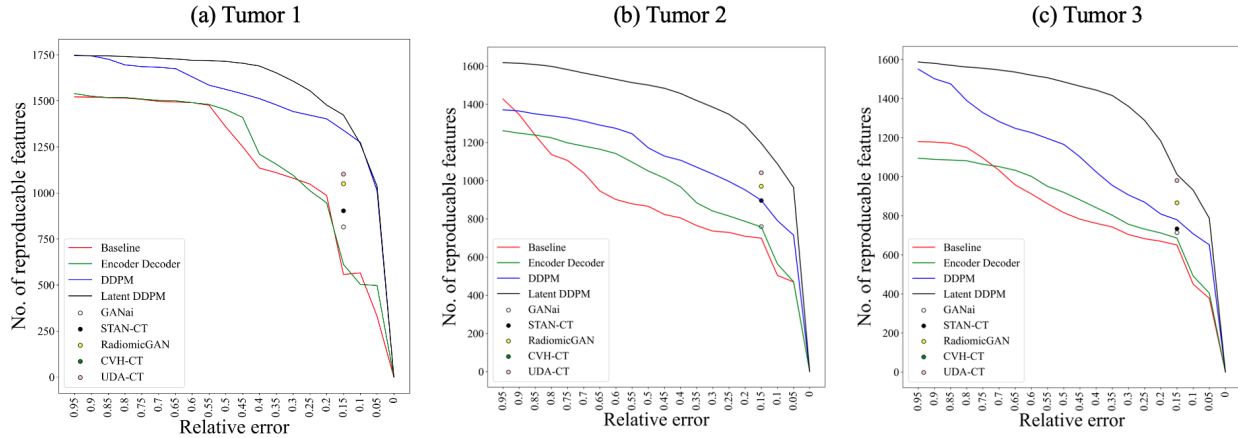 (a) Tumor 1
No. of reproducable features
1750
1500
1250
1000
750
500
250
0
Baseline
Encoder Decoder
DDPM
Latent DDPM
GANai
STAN-CT
RadiomicGAN
CVH-CT
UDA-CT
0.95 0.9 0.85 0.8 0.75 0.7 0.65 0.6 0.55 0.5 0.45 0.4 0.35 0.3 0.25 0.2 0.15 0.1 0.05 0
Relative error
(b) Tumor 2
No. of reproducable features
1600
1400
1200
1000
800
600
400
200
0
Baseline
Encoder Decoder
DDPM
Latent DDPM
GANai
STAN-CT
RadiomicGAN
CVH-CT
UDA-CT
0.95 0.9 0.85 0.8 0.75 0.7 0.65 0.6 0.55 0.5 0.45 0.4 0.35 0.3 0.25 0.2 0.15 0.1 0.05 0
Relative error
(c) Tumor 3
No. of reproducable features
1600
1400
1200
1000
800
600
400
200
0
Baseline
Encoder Decoder
DDPM
Latent DDPM
GANai
STAN-CT
RadiomicGAN
CVH-CT
UDA-CT
0.95 0.9 0.85 0.8 0.75 0.7 0.65 0.6 0.55 0.5 0.45 0.4 0.35 0.3 0.25 0.2 0.15 0.1 0.05 0
Relative error